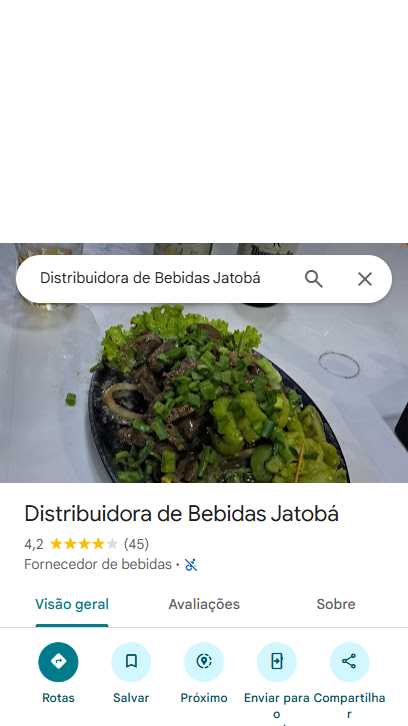 Distribuidora de Bebidas Jatobá
Distribuidora de Bebidas Jatobá
4,2 (45)
Fornecedor de bebidas ·
Visão geral Avaliações Sobre
Rotas Salvar Próximo Enviar para o Compartilhar